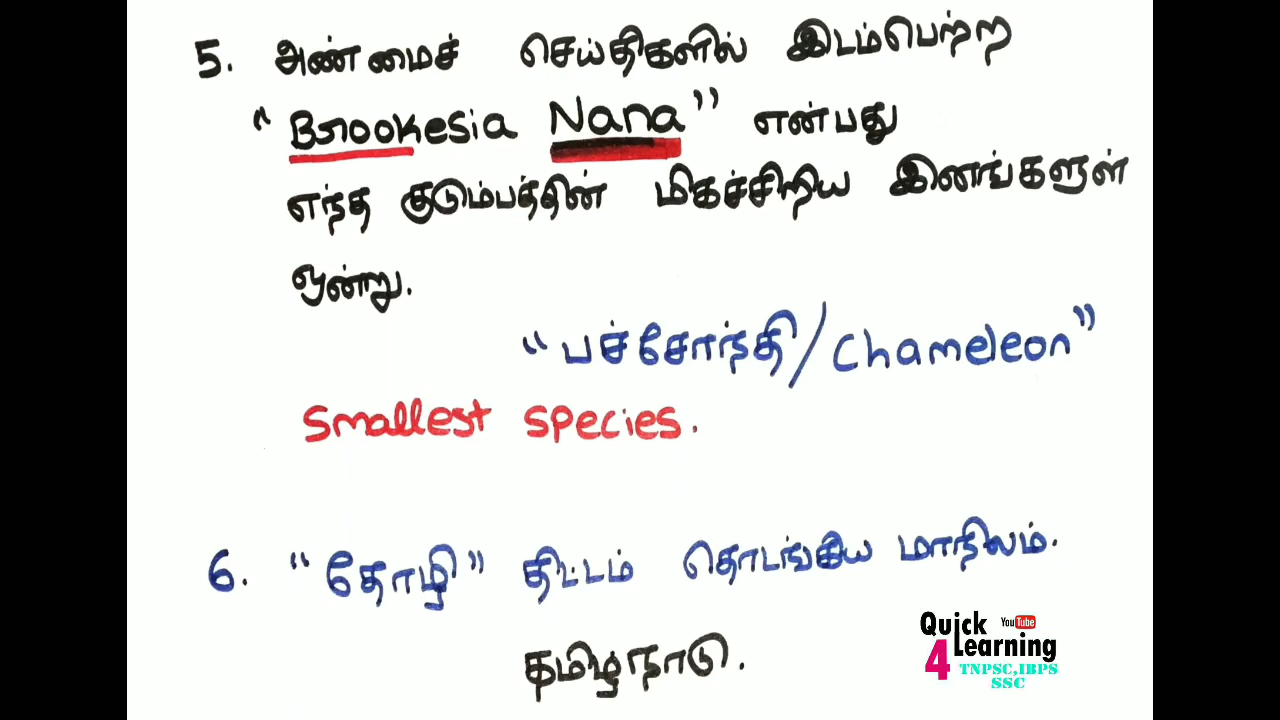 5. அண்மைச் செய்திகளில் இடம்பெற்ற
"Brookesia Nana" என்பது
எந்த குடும்பத்தின் மிகச்சிறிய இனங்களுள்
ஒன்று.
"பச்சோந்தி/Chameleon"
Smallest species.
6. "தோழி" திட்டம் தொடங்கிய மாநிலம்.
தமிழ்நாடு.
Quick YouTube
4 Learning
TNPSC,IBPS
SSC